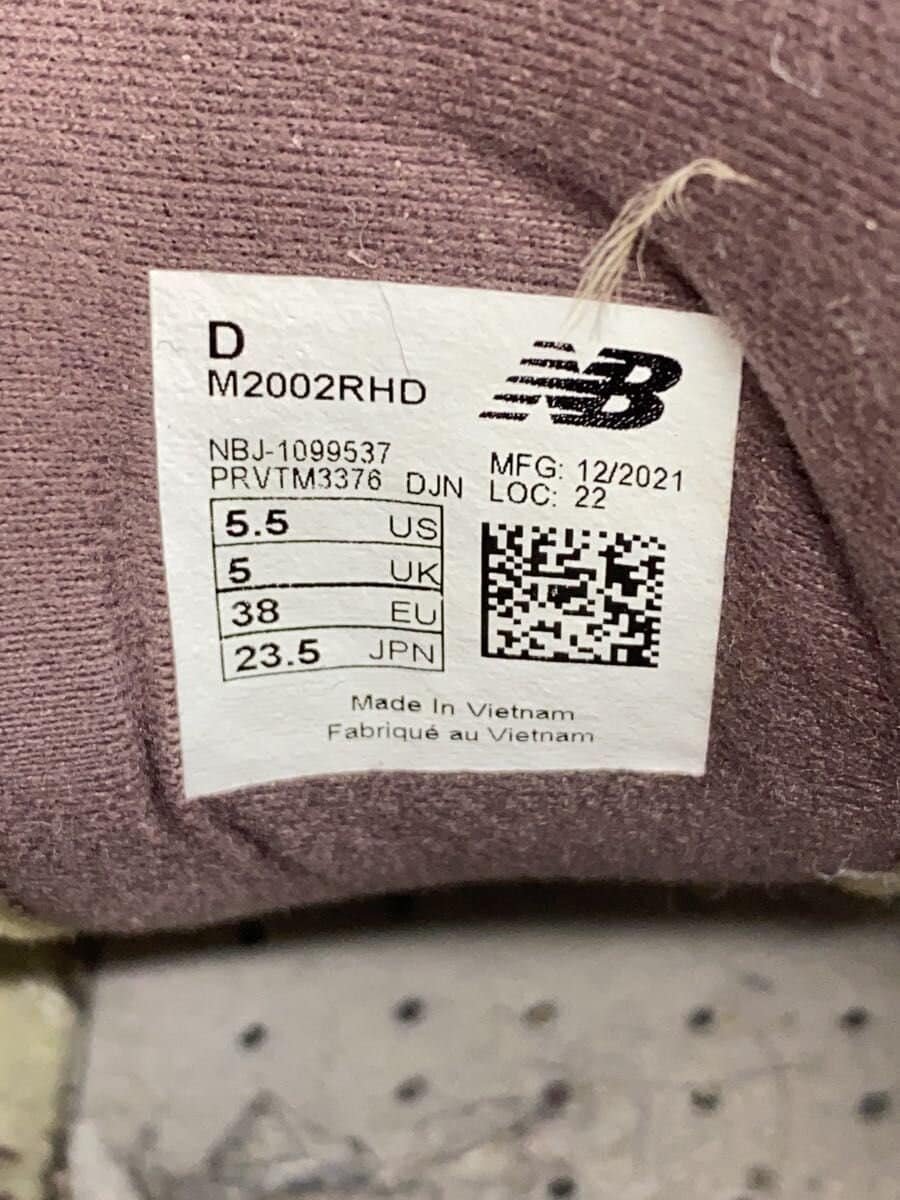 D
M2002RHD
NB
NBJ-1099537
PRVTM3376 DJN
MFG: 12/2021
LOC: 22
5.5 US
5 UK
38 EU
23.5 JPN
Made In Vietnam
Fabriqué au Vietnam